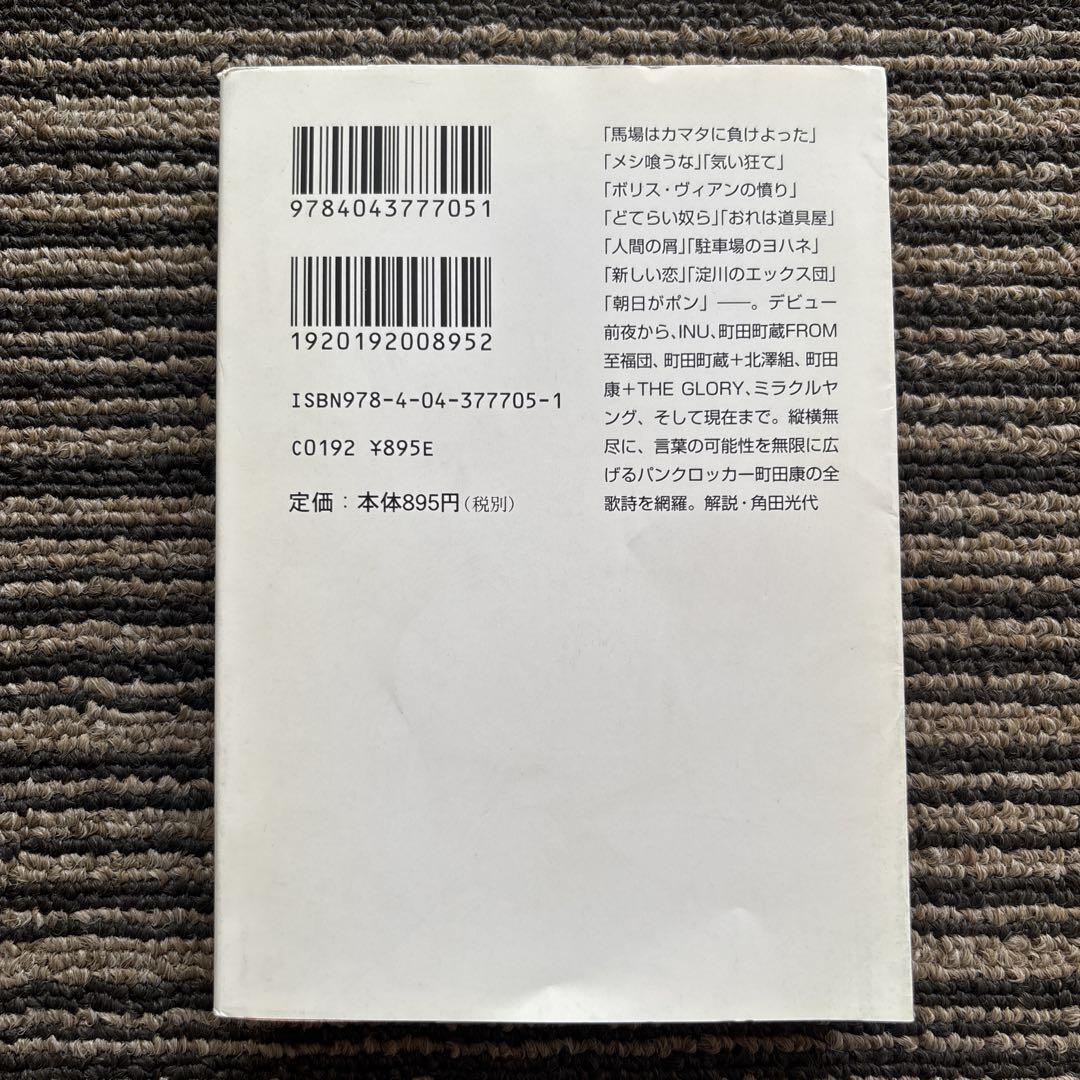 9784043777051
1920192008952
ISBN978-4-04-377705-1
C0192 ¥895E
定価：本体895円（税別）
「馬場はカマタに負けよった」
「メシ喰うな」「気い狂て」
「ボリス・ヴィアンの憤り」
「どてらい奴ら」「おれは道具屋」
「人間の屑」「駐車場のヨハネ」
「新しい恋」「淀川のエックス団」
「朝日がポン」――。デビュー
前夜から、INU、町田町蔵FROM
至福団、町田町蔵＋北澤組、町田
康＋THE GLORY、ミラクルヤ
ング、そして現在まで。縦横無
尽に、言葉の可能性を無限に広
げるパンクロッカー町田康の全
歌詩を網羅。解説・角田光代